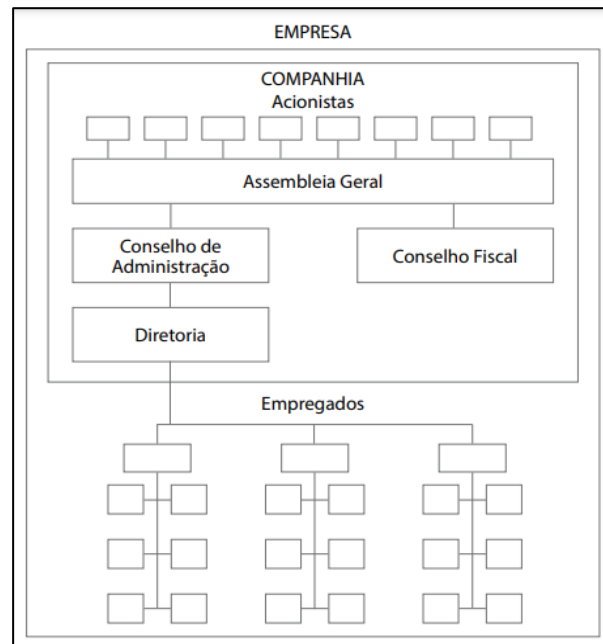 EMPRESA
COMPANHIA
Acionistas
Assembleia Geral
Conselho de
Administração
Conselho Fiscal
Diretoria
Empregados